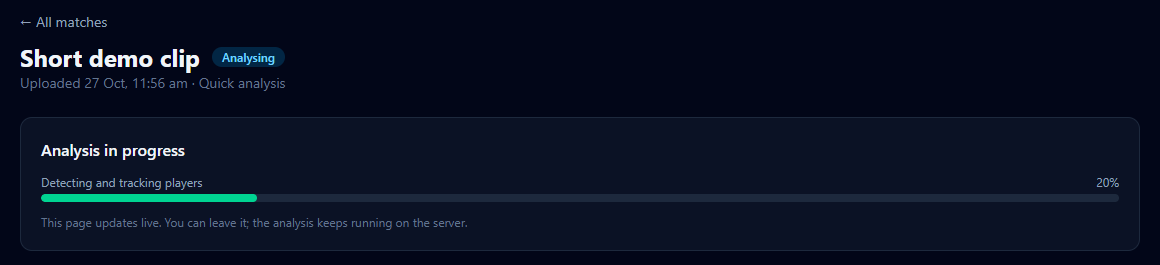 ← All matches
Short demo clip Analysing
Uploaded 27 Oct, 11:56 am · Quick analysis
Analysis in progress
Detecting and tracking players 20%
This page updates live. You can leave it; the analysis keeps running on the server.